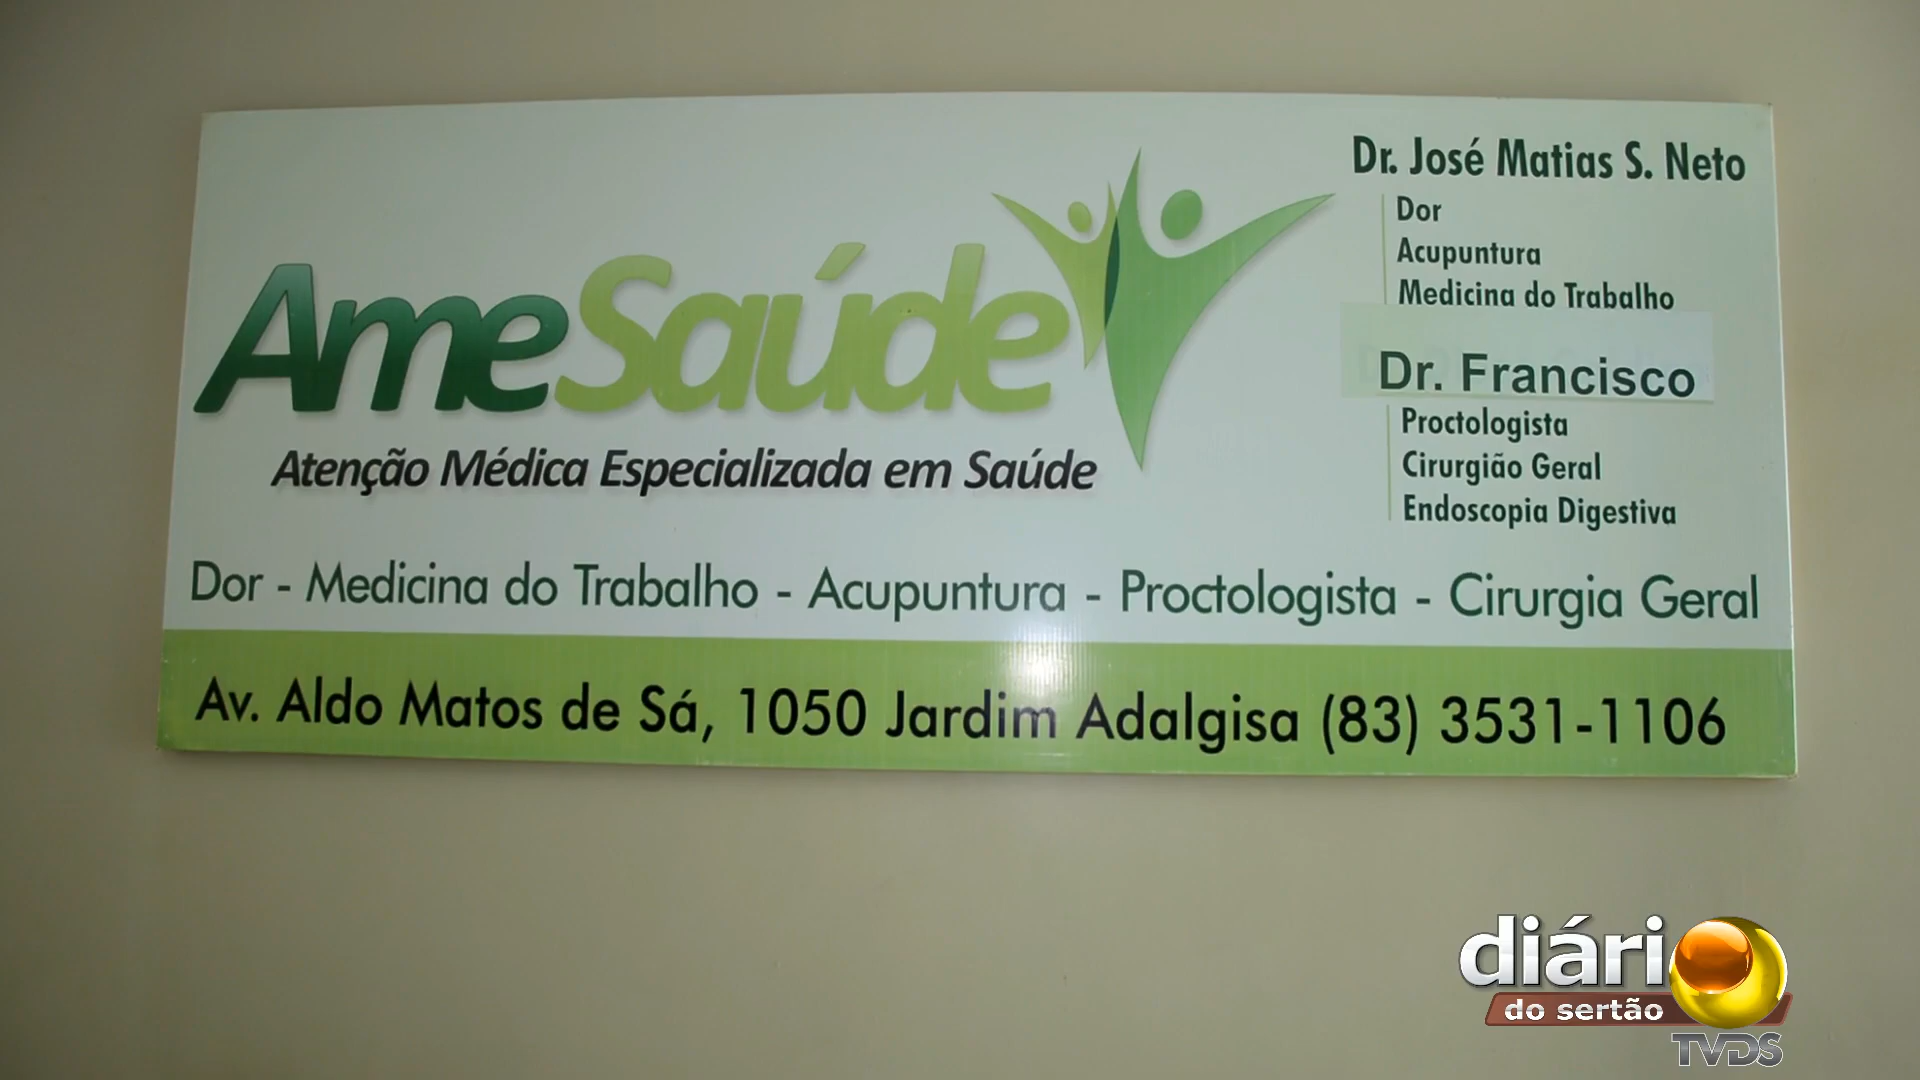 AmeSaúde
Atenção Médica Especializada em Saúde
Dr. José Matias S. Neto
Dor
Acupuntura
Medicina do Trabalho
Dr. Francisco
Proctologista
Cirurgião Geral
Endoscopia Digestiva
Dor - Medicina do Trabalho - Acupuntura - Proctologista - Cirurgia Geral
Av. Aldo Matos de Sá, 1050 Jardim Adalgisa (83) 3531-1106
diário
do sertão
TVDS